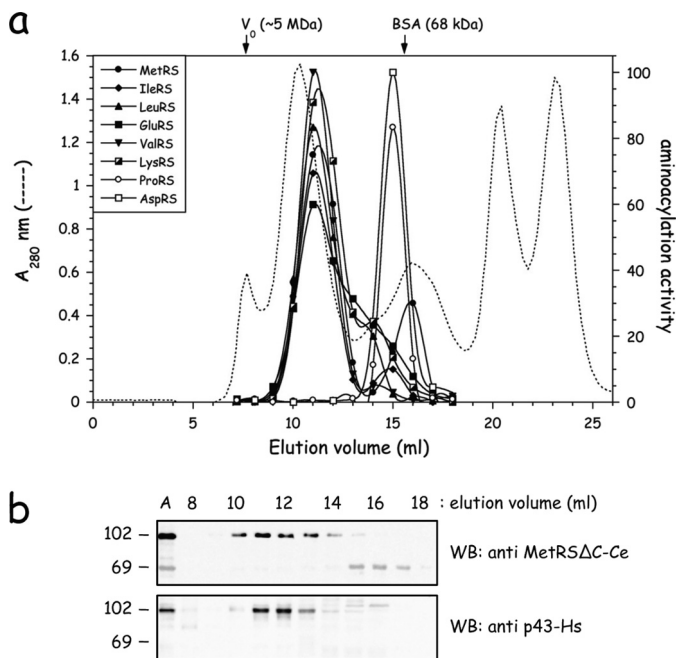 a
V0 (~5 MDa)
BSA (68 kDa)
1.6
1.4
1.2
1
0.8
0.6
0.4
0.2
0
A280 nm (-----)
MetRS
IleRS
LeuRS
GluRS
ValRS
LysRS
ProRS
AspRS
100
80
60
40
20
0
aminoacylation activity
0
5
10
15
20
25
Elution volume (ml)
b
A 8 10 12 14 16 18 : elution volume (ml)
102 –
69 –
WB: anti MetRSΔC-Ce
102 –
69 –
WB: anti p43-Hs